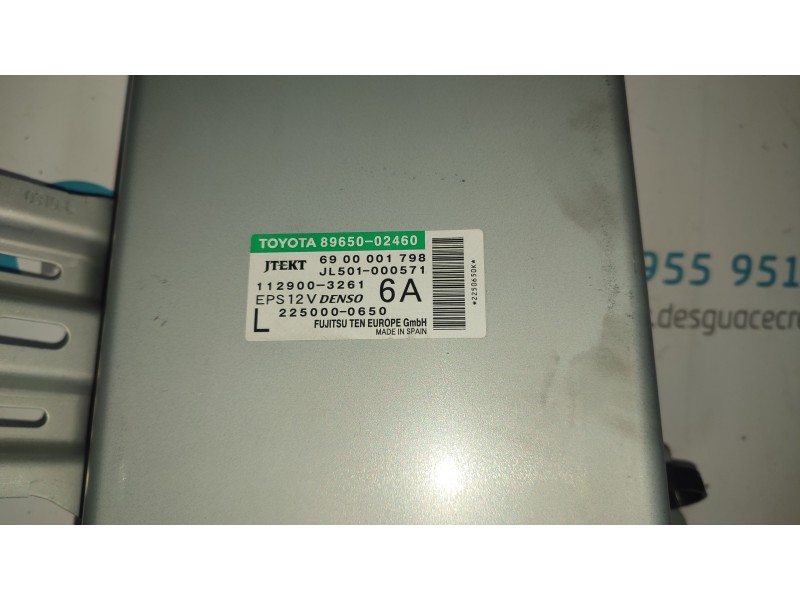 TOYOTA 89650-02460
JTEKT 69 00 001 798
JL501-000571
112900-3261 6A
EPS12V DENSO
L 225000-0650
FUJITSU TEN EUROPE GmbH
MADE IN SPAIN
*2250650K*
955 951
.desguacecr